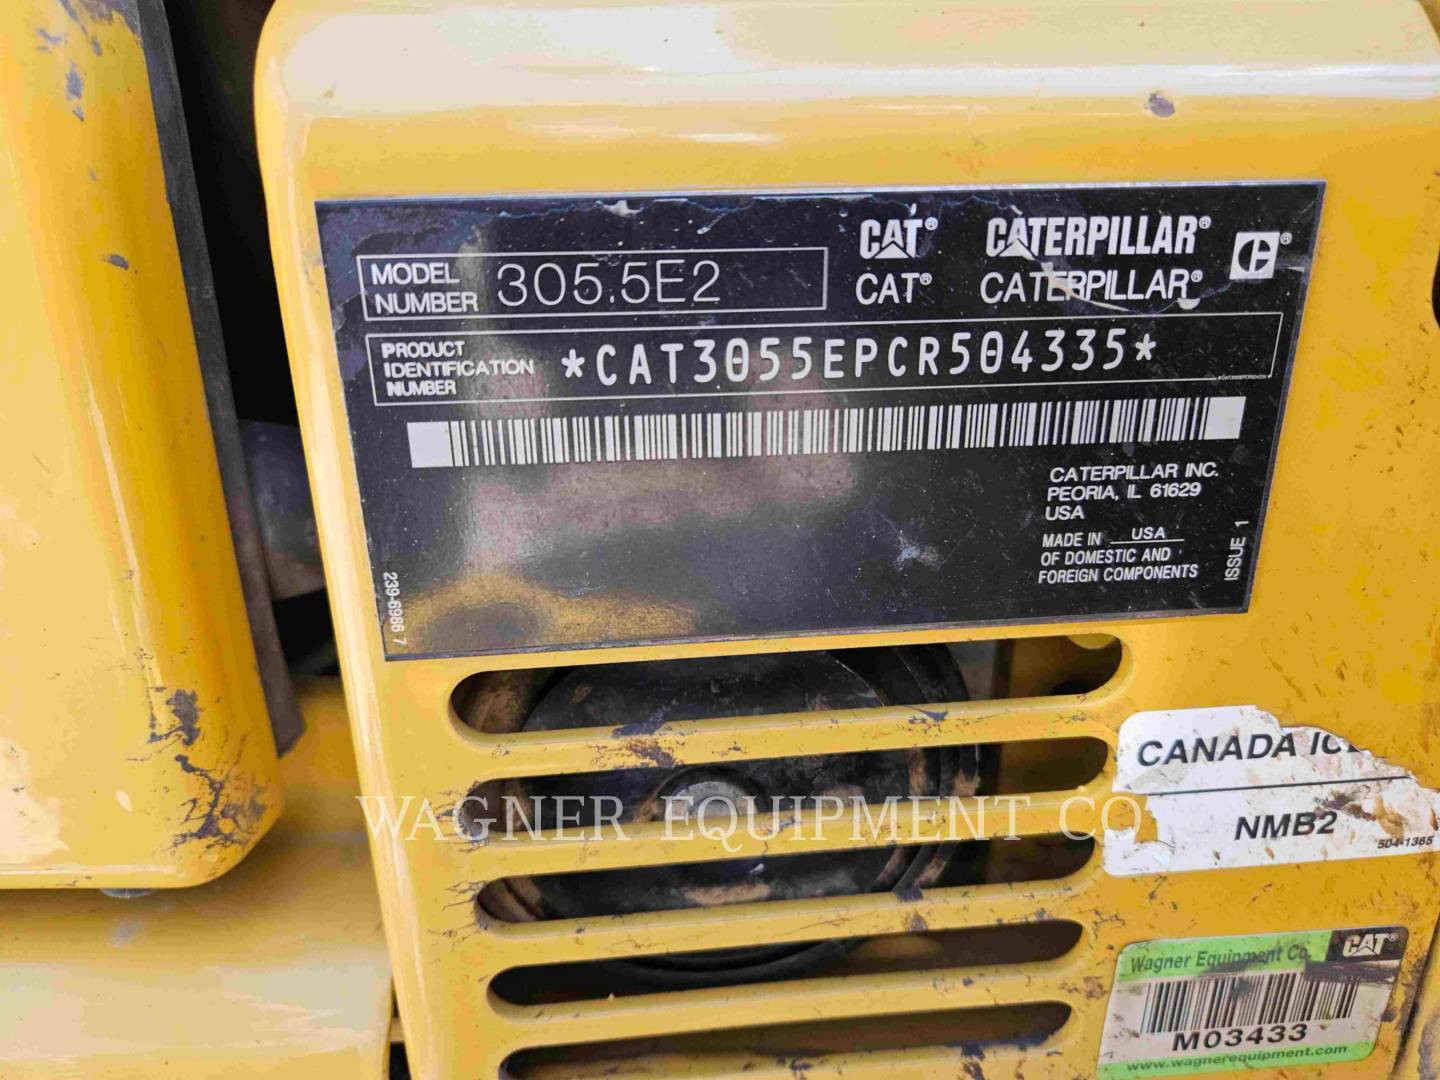 CAT® CATERPILLAR®
CAT® CATERPILLAR®
C®
MODEL NUMBER 305.5E2
PRODUCT IDENTIFICATION NUMBER *CAT3055EPCR504335*
CATERPILLAR INC.
PEORIA, IL 61629
USA
MADE IN USA
OF DOMESTIC AND
FOREIGN COMPONENTS
ISSUE 1
239-6986 7
CANADA
NMB2
504-1365
WAGNER EQUIPMENT CO
Wagner Equipment Co. CAT®
M03433
www.wagnerequipment.com